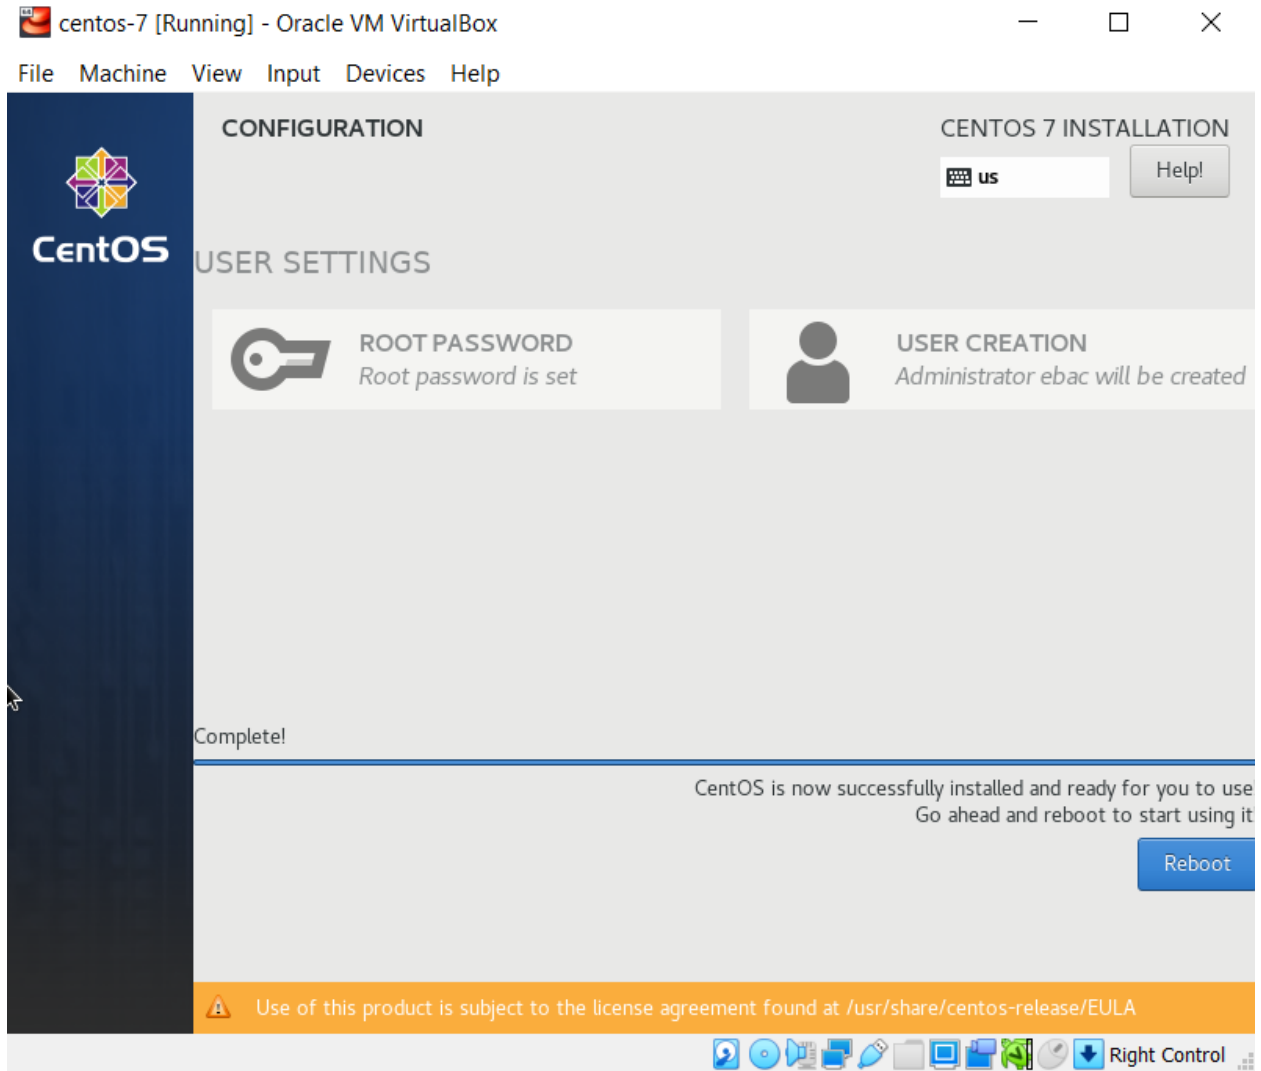 centos-7 [Running] - Oracle VM VirtualBox
File Machine View Input Devices Help
CONFIGURATION
CENTOS 7 INSTALLATION
us
Help!
CentOS
USER SETTINGS
ROOT PASSWORD
Root password is set
USER CREATION
Administrator ebac will be created
Complete!
CentOS is now successfully installed and ready for you to use!
Go ahead and reboot to start using it
Reboot
Use of this product is subject to the license agreement found at /usr/share/centos-release/EULA
Right Control